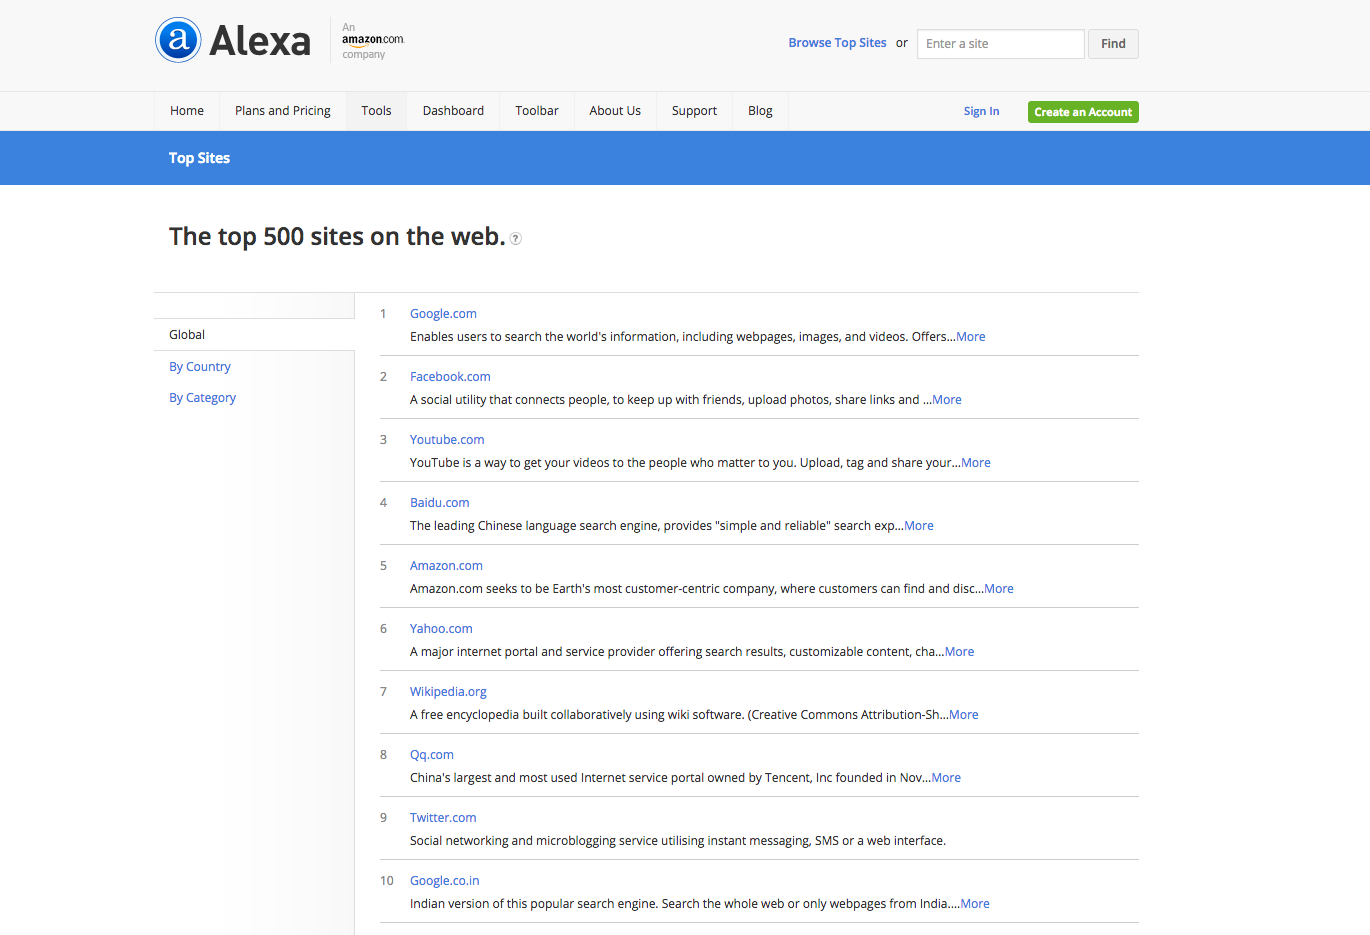 a Alexa
An
amazon.com.
company
Browse Top Sites or Enter a site Find
Home Plans and Pricing Tools Dashboard Toolbar About Us Support Blog Sign In Create an Account
Top Sites
The top 500 sites on the web. ?
Global
By Country
By Category
1 Google.com
Enables users to search the world's information, including webpages, images, and videos. Offers...More
2 Facebook.com
A social utility that connects people, to keep up with friends, upload photos, share links and ...More
3 Youtube.com
YouTube is a way to get your videos to the people who matter to you. Upload, tag and share your...More
4 Baidu.com
The leading Chinese language search engine, provides "simple and reliable" search exp...More
5 Amazon.com
Amazon.com seeks to be Earth's most customer-centric company, where customers can find and disc...More
6 Yahoo.com
A major internet portal and service provider offering search results, customizable content, cha...More
7 Wikipedia.org
A free encyclopedia built collaboratively using wiki software. (Creative Commons Attribution-Sh...More
8 Qq.com
China's largest and most used Internet service portal owned by Tencent, Inc founded in Nov...More
9 Twitter.com
Social networking and microblogging service utilising instant messaging, SMS or a web interface.
10 Google.co.in
Indian version of this popular search engine. Search the whole web or only webpages from India....More